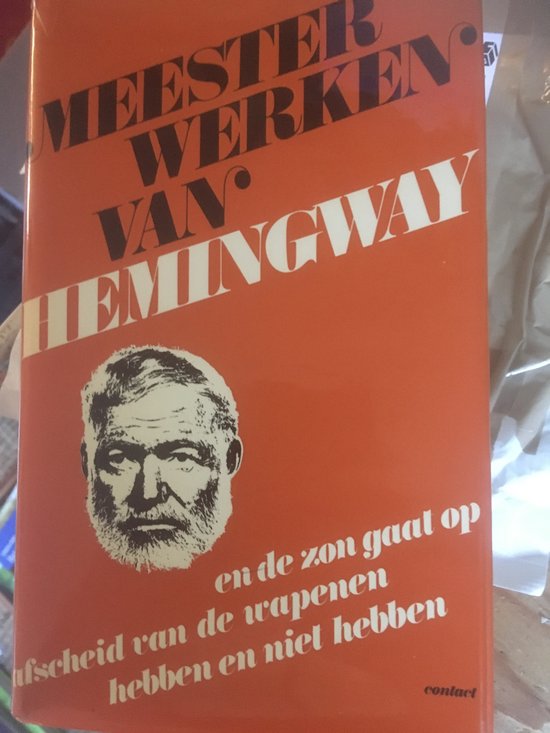 MEESTER
WERKEN
VAN
HEMINGWAY
en de zon gaat op
afscheid van de wapenen
hebben en niet hebben
contact